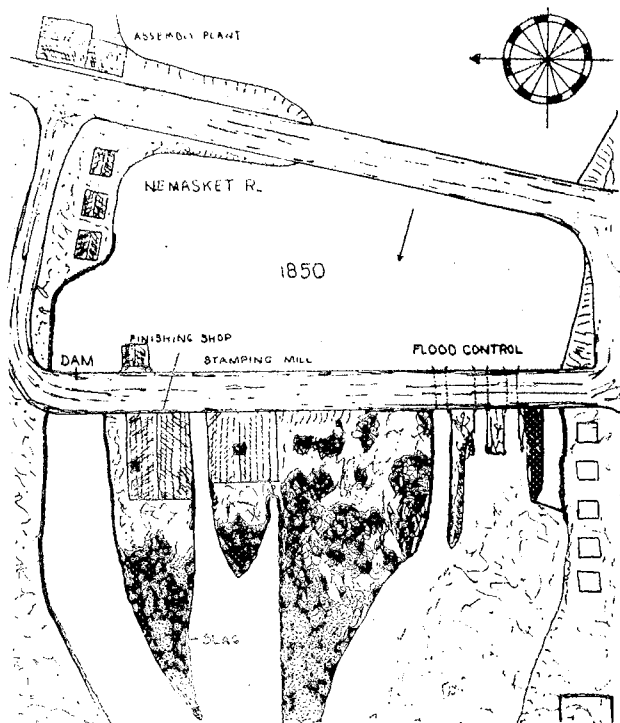 ASSEMBLY PLANT
NEMASKET R.
1850
FINISHING SHOP
DAM
STAMPING MILL
FLOOD CONTROL
SLAG